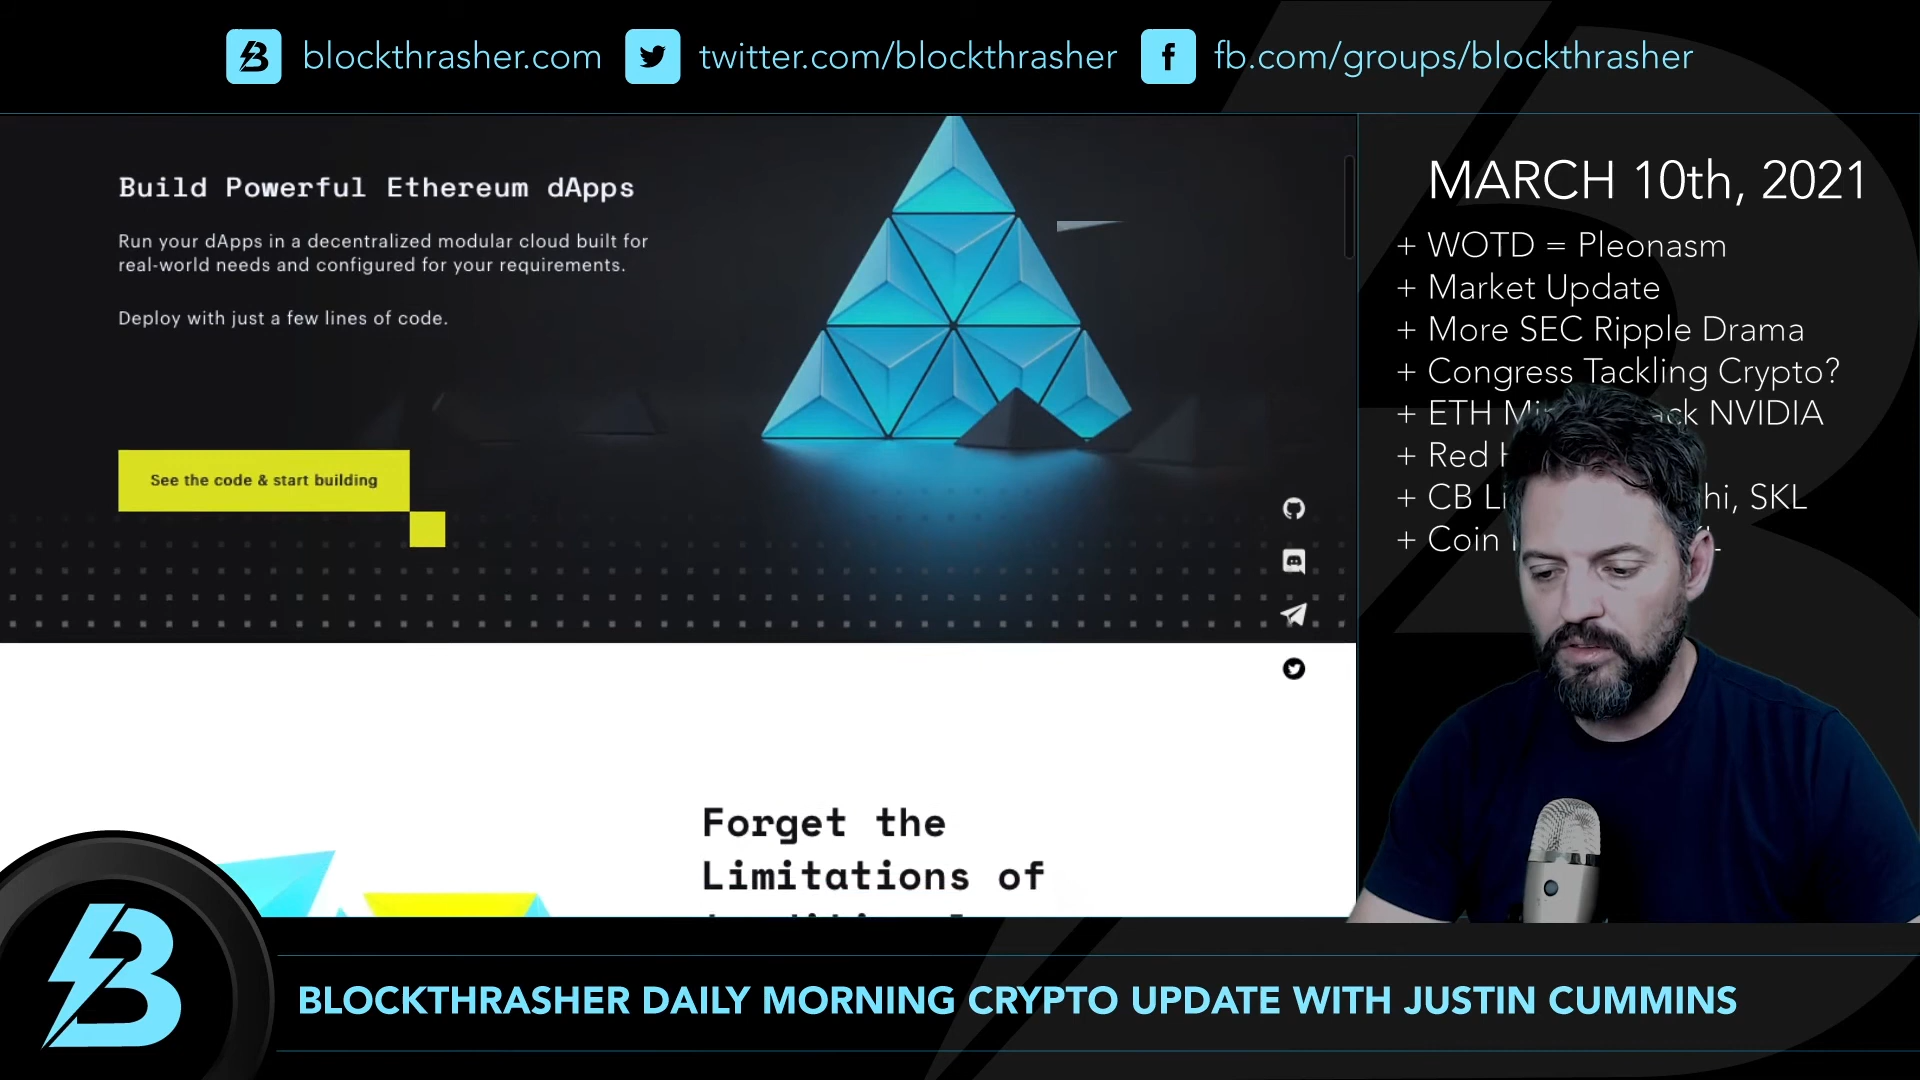 blockthrasher.com twitter.com/blockthrasher fb.com/groups/blockthrasher
Build Powerful Ethereum dApps
Run your dApps in a decentralized modular cloud built for
real-world needs and configured for your requirements.
Deploy with just a few lines of code.
See the code & start building
Forget the
Limitations of
MARCH 10th, 2021
+ WOTD = Pleonasm
+ Market Update
+ More SEC Ripple Drama
+ Congress Tackling Crypto?
+ ETH NVIDIA
+ Red
+ CB SKL
+ Coin
BLOCKTHRASHER DAILY MORNING CRYPTO UPDATE WITH JUSTIN CUMMINS